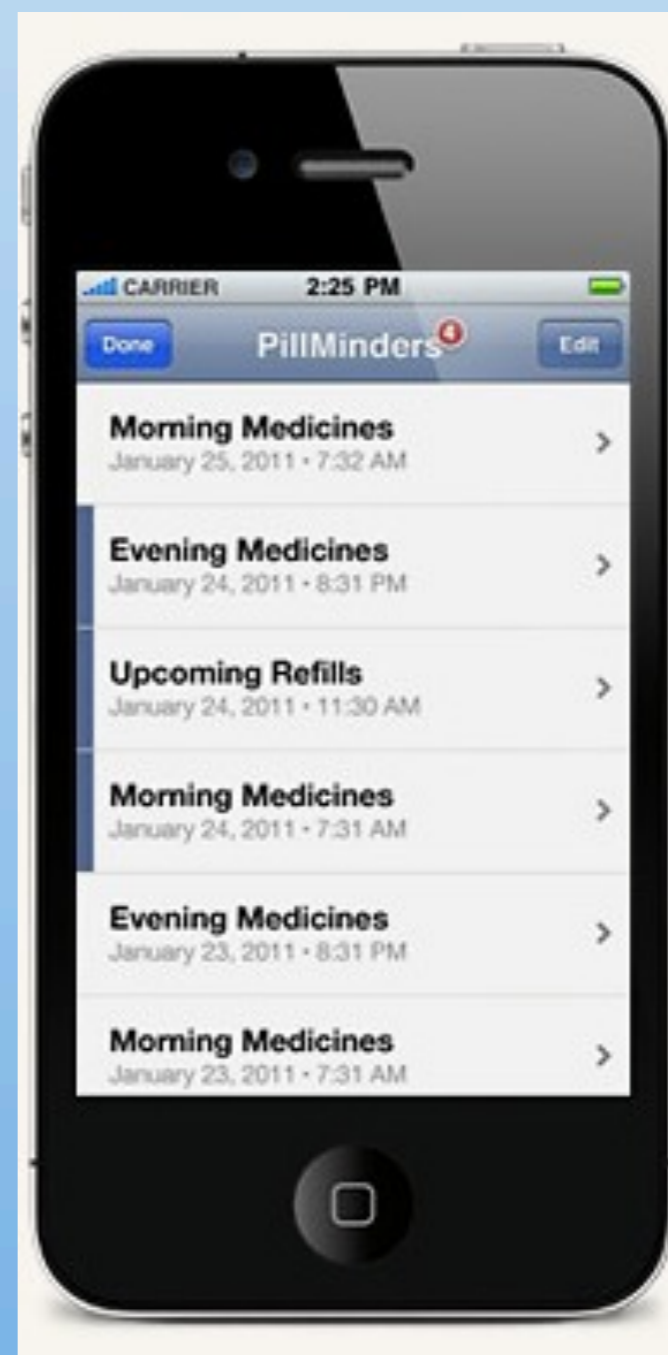 CARRIER 2:25 PM
Done PillMinders 4 Edit
Morning Medicines
January 25, 2011 • 7:32 AM
Evening Medicines
January 24, 2011 • 8:31 PM
Upcoming Refills
January 24, 2011 • 11:30 AM
Morning Medicines
January 24, 2011 • 7:31 AM
Evening Medicines
January 23, 2011 • 8:31 PM
Morning Medicines
January 23, 2011 • 7:31 AM